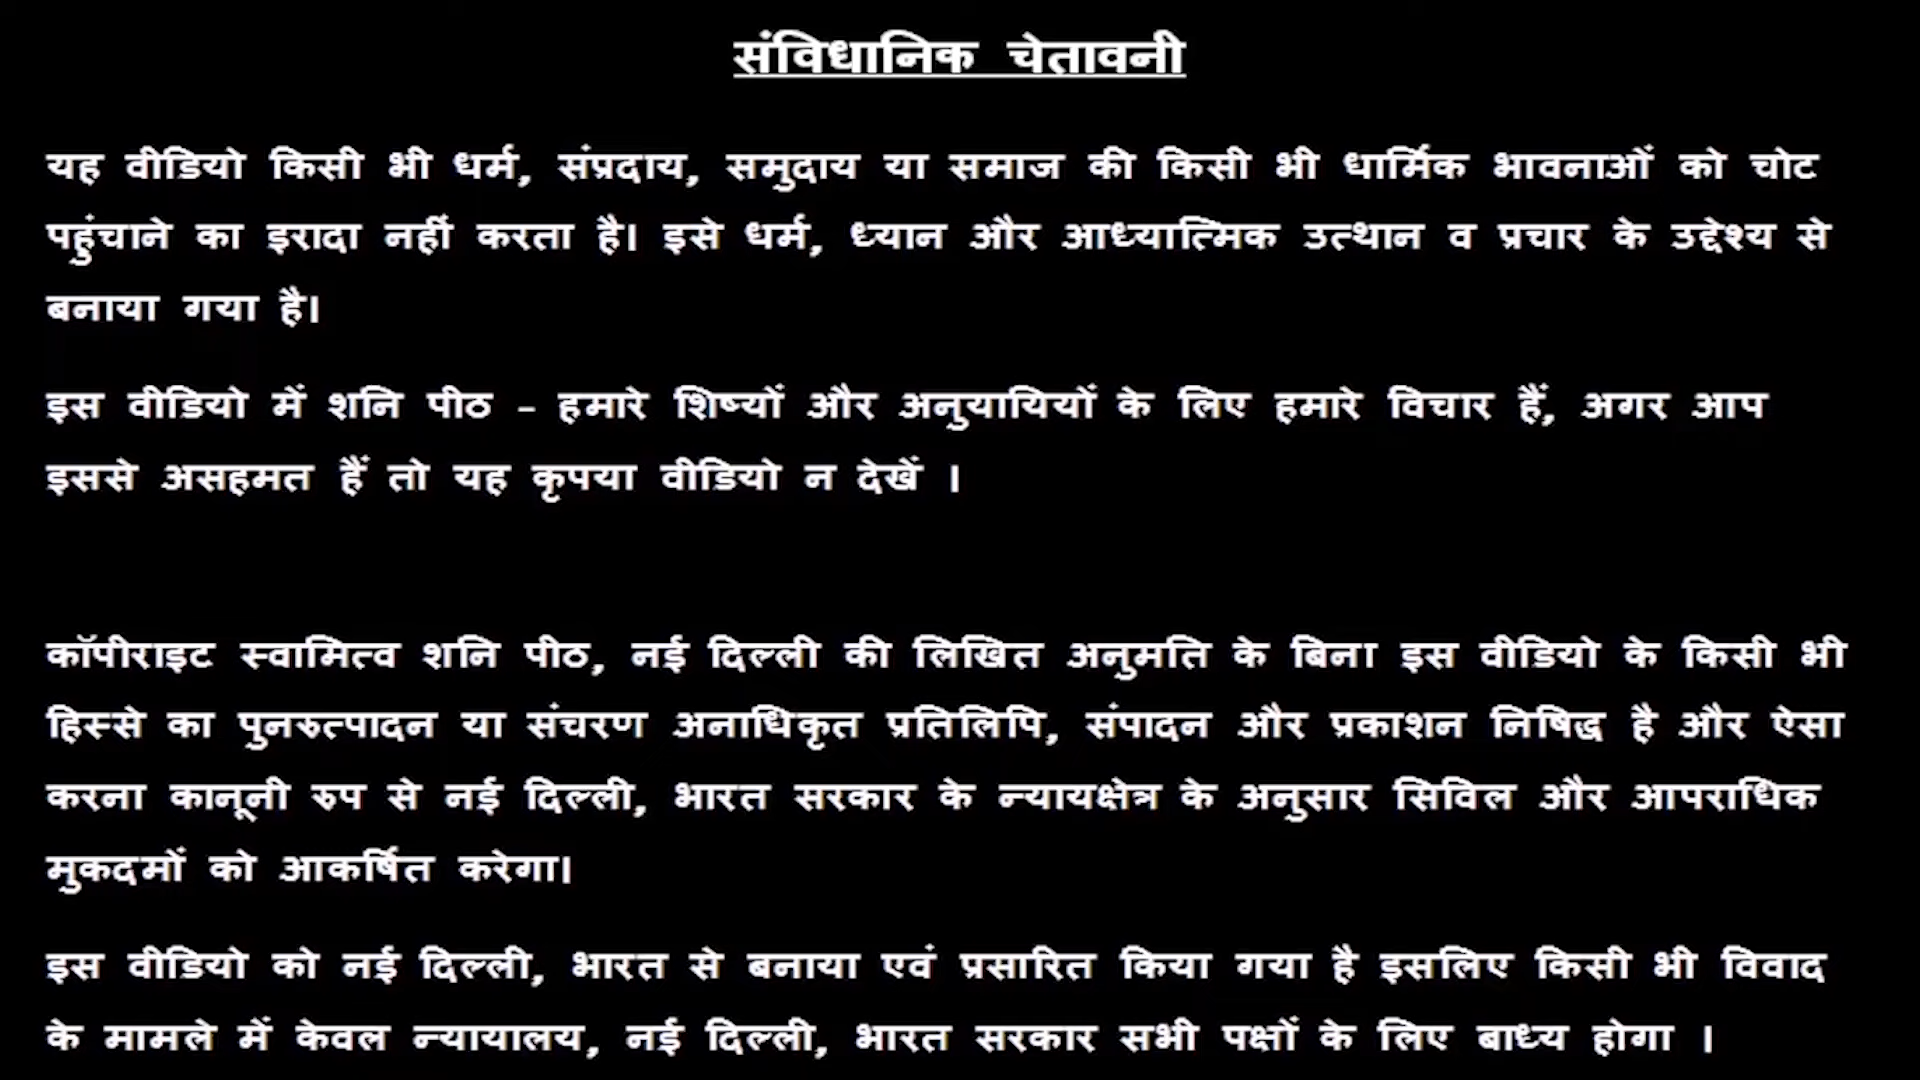 संविधानिक चेतावनी
यह वीडियो किसी भी धर्म, संप्रदाय, समुदाय या समाज की किसी भी धार्मिक भावनाओं को चोट
पहुंचाने का इरादा नहीं करता है। इसे धर्म, ध्यान और आध्यात्मिक उत्थान व प्रचार के उद्देश्य से
बनाया गया है।
इस वीडियो में शनि पीठ – हमारे शिष्यों और अनुयायियों के लिए हमारे विचार हैं, अगर आप
इससे असहमत हैं तो यह कृपया वीडियो न देखें ।
कॉपीराइट स्वामित्व शनि पीठ, नई दिल्ली की लिखित अनुमति के बिना इस वीडियो के किसी भी
हिस्से का पुनरुत्पादन या संचरण अनाधिकृत प्रतिलिपि, संपादन और प्रकाशन निषिद्ध है और ऐसा
करना कानूनी रुप से नई दिल्ली, भारत सरकार के न्यायक्षेत्र के अनुसार सिविल और आपराधिक
मुकदमों को आकर्षित करेगा।
इस वीडियो को नई दिल्ली, भारत से बनाया एवं प्रसारित किया गया है इसलिए किसी भी विवाद
के मामले में केवल न्यायालय, नई दिल्ली, भारत सरकार सभी पक्षों के लिए बाध्य होगा ।